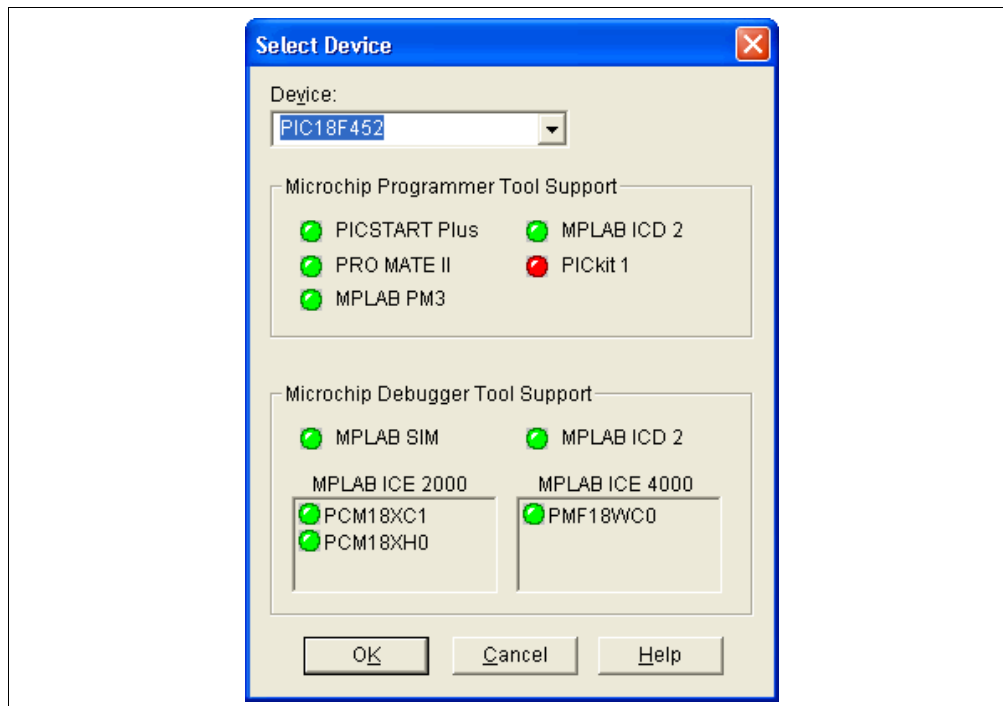 Select Device
Device:
PIC18F452
Microchip Programmer Tool Support
PICSTART Plus
MPLAB ICD 2
PRO MATE II
PICkit 1
MPLAB PM3
Microchip Debugger Tool Support
MPLAB SIM
MPLAB ICD 2
MPLAB ICE 2000
MPLAB ICE 4000
PCM18XC1
PMF18WC0
PCM18XH0
OK
Cancel
Help